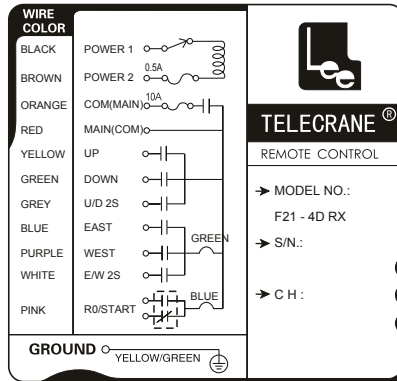 WIRE
COLOR
BLACK POWER 1
BROWN POWER 2 0.5A
ORANGE COM(MAIN) 10A
RED MAIN(COM)
YELLOW UP
GREEN DOWN
GREY U/D 2S
BLUE EAST
GREEN
PURPLE WEST
WHITE E/W 2S
BLUE
PINK R0/START
GROUND YELLOW/GREEN
Lee
TELECRANE ®
REMOTE CONTROL
➔ MODEL NO.:
F21 - 4D RX
➔ S/N.:
➔ C H :